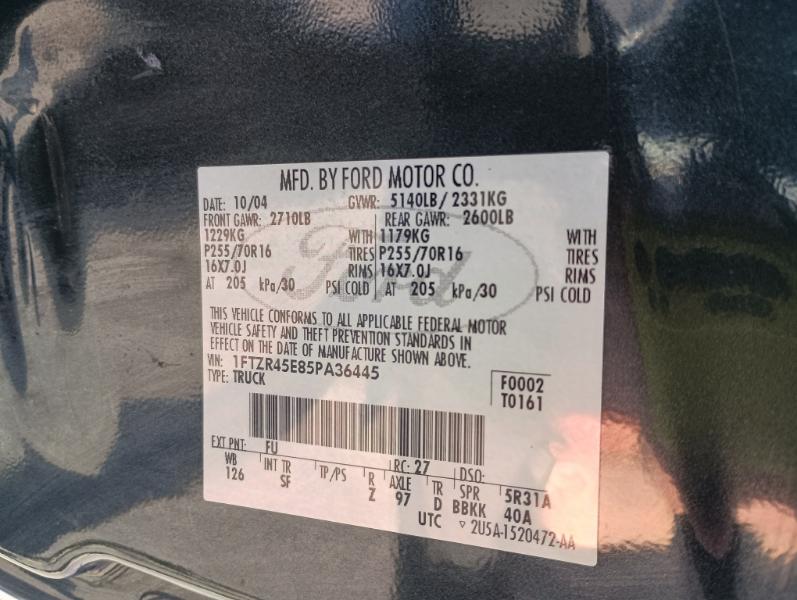 MFD. BY FORD MOTOR CO.
DATE: 10/04 GVWR: 5140LB/ 2331KG
FRONT GAWR: 2710LB REAR GAWR: 2600LB
1229KG WITH 1179KG WITH
P255/70R16 TIRES P255/70R16 TIRES
16X7.0J RIMS 16X7.0J RIMS
AT 205 kPa/30 PSI COLD AT 205 kPa/30 PSI COLD
Ford
THIS VEHICLE CONFORMS TO ALL APPLICABLE FEDERAL MOTOR
VEHICLE SAFETY AND THEFT PREVENTION STANDARDS IN
EFFECT ON THE DATE OF MANUFACTURE SHOWN ABOVE.
VIN: 1FTZR45E85PA36445
TYPE: TRUCK
F0002
T0161
EXT PNT: FU RC: 27 DSO:
WB INT TR TP/PS R AXLE TR SPR 5R31A
126 SF Z 97 D BBKK 40A
UTC ▽ 2U5A-1520472-AA